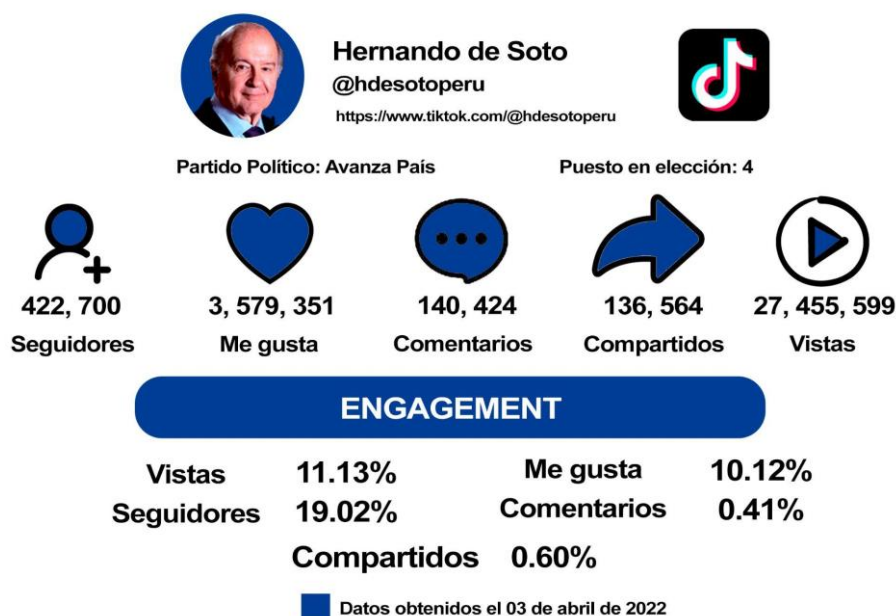 Hernando de Soto
@hdesotoperu
https://www.tiktok.com/@hdesotoperu
Partido Político: Avanza País
Puesto en elección: 4
422, 700
3, 579, 351
140, 424
136, 564
27, 455, 599
Seguidores
Me gusta
Comentarios
Compartidos
Vistas
ENGAGEMENT
Vistas 11.13%
Me gusta 10.12%
Seguidores 19.02%
Comentarios 0.41%
Compartidos 0.60%
Datos obtenidos el 03 de abril de 2022